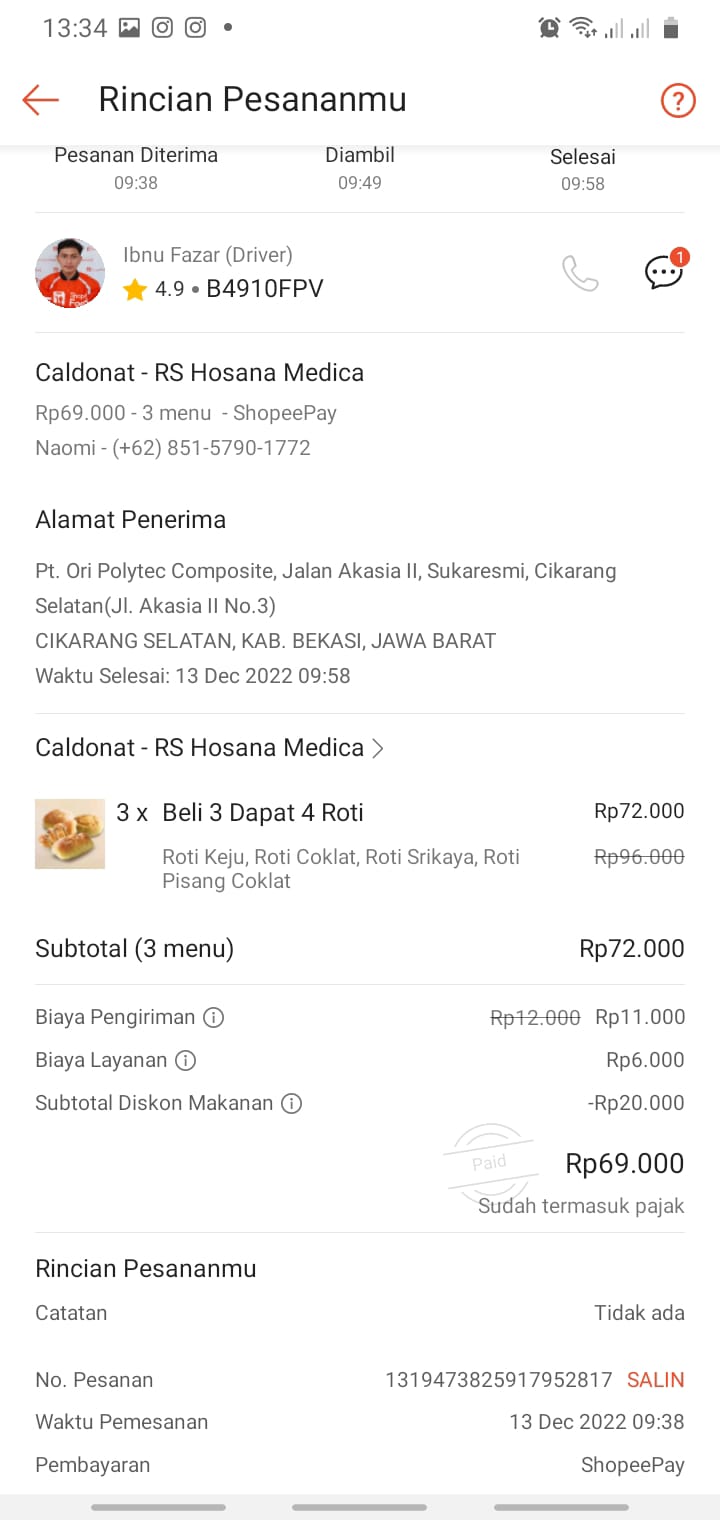 13:34
Rincian Pesananmu
?
Pesanan Diterima Diambil Selesai
09:38 09:49 09:58
Ibnu Fazar (Driver)
4.9 • B4910FPV
1
Caldonat - RS Hosana Medica
Rp69.000 - 3 menu - ShopeePay
Naomi - (+62) 851-5790-1772
Alamat Penerima
Pt. Ori Polytec Composite, Jalan Akasia II, Sukaresmi, Cikarang
Selatan(Jl. Akasia II No.3)
CIKARANG SELATAN, KAB. BEKASI, JAWA BARAT
Waktu Selesai: 13 Dec 2022 09:58
Caldonat - RS Hosana Medica >
3 x Beli 3 Dapat 4 Roti Rp72.000
Roti Keju, Roti Coklat, Roti Srikaya, Roti Rp96.000
Pisang Coklat
Subtotal (3 menu) Rp72.000
Biaya Pengiriman Rp12.000 Rp11.000
Biaya Layanan Rp6.000
Subtotal Diskon Makanan -Rp20.000
Paid Rp69.000
Sudah termasuk pajak
Rincian Pesananmu
Catatan Tidak ada
No. Pesanan 1319473825917952817 SALIN
Waktu Pemesanan 13 Dec 2022 09:38
Pembayaran ShopeePay